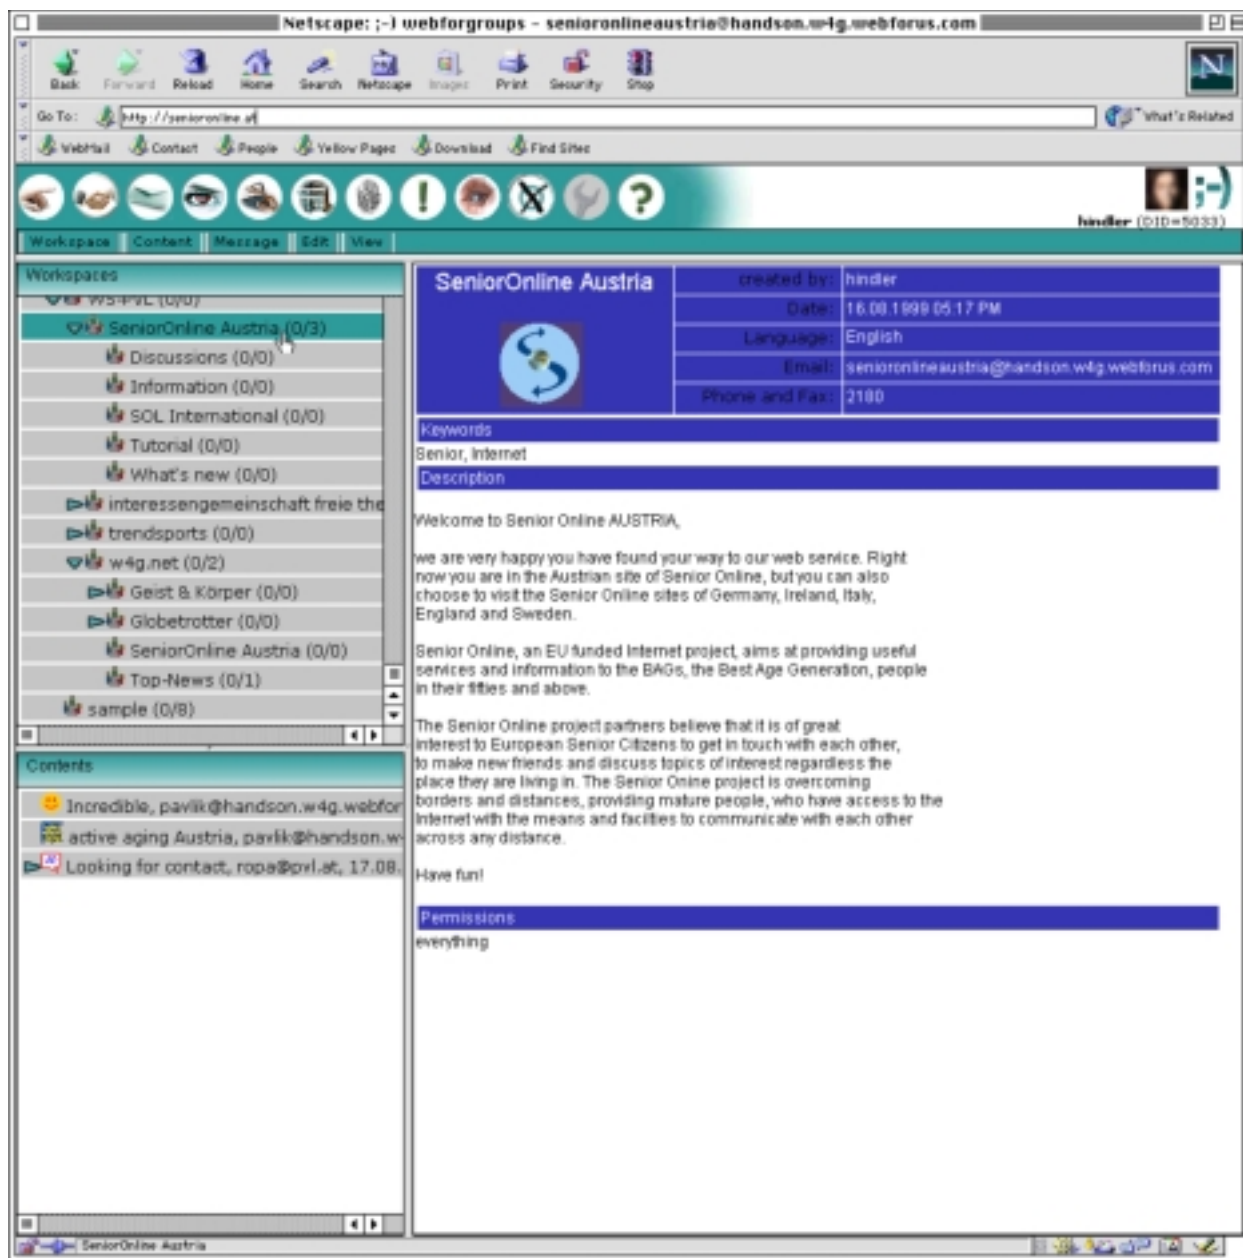 Netscape: ;-) webforgroups - senioronlineaustria@handson.w4g.webforus.com
Back Forward Reload Home Search Netscape Images Print Security Stop
N
Go To: http://senioronline.at What's Related
WebMail Contact People Yellow Pages Download Find Sites
! X ? ;-)
hindler (OID=5033)
Workspace Content Message Edit View
Workspaces
WS-PVL (0/0)
SeniorOnline Austria (0/3)
Discussions (0/0)
Information (0/0)
SOL International (0/0)
Tutorial (0/0)
What's new (0/0)
interessengemeinschaft freie the
trendsports (0/0)
w4g.net (0/2)
Geist & Körper (0/0)
Globetrotter (0/0)
SeniorOnline Austria (0/0)
Top-News (0/1)
sample (0/8)
Contents
Incredible, pavlik@handson.w4g.webfor
active aging Austria, pavlik@handson.w
Looking for contact, ropa@pvl.at, 17.08.
SeniorOnline Austria
created by: hindler
Date: 16.08.1999 05:17 PM
Language: English
Email: senioronlineaustria@handson.w4g.webforus.com
Phone and Fax: 2180
Keywords
Senior, Internet
Description
Welcome to Senior Online AUSTRIA,
we are very happy you have found your way to our web service. Right
now you are in the Austrian site of Senior Online, but you can also
choose to visit the Senior Online sites of Germany, Ireland, Italy,
England and Sweden.
Senior Online, an EU funded Internet project, aims at providing useful
services and information to the BAGs, the Best Age Generation, people
in their fifties and above.
The Senior Online project partners believe that it is of great
interest to European Senior Citizens to get in touch with each other,
to make new friends and discuss topics of interest regardless the
place they are living in. The Senior Onine project is overcoming
borders and distances, providing mature people, who have access to the
Internet with the means and facilties to communicate with each other
across any distance.
Have fun!
Permissions
everything
SeniorOnline Austria